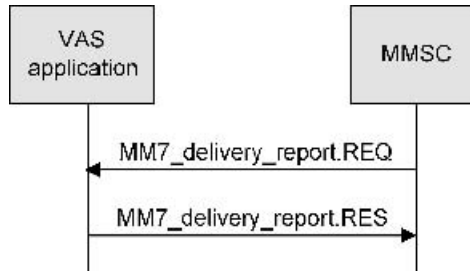 VAS
application
MMSC
MM7_delivery_report.REQ
MM7_delivery_report.RES